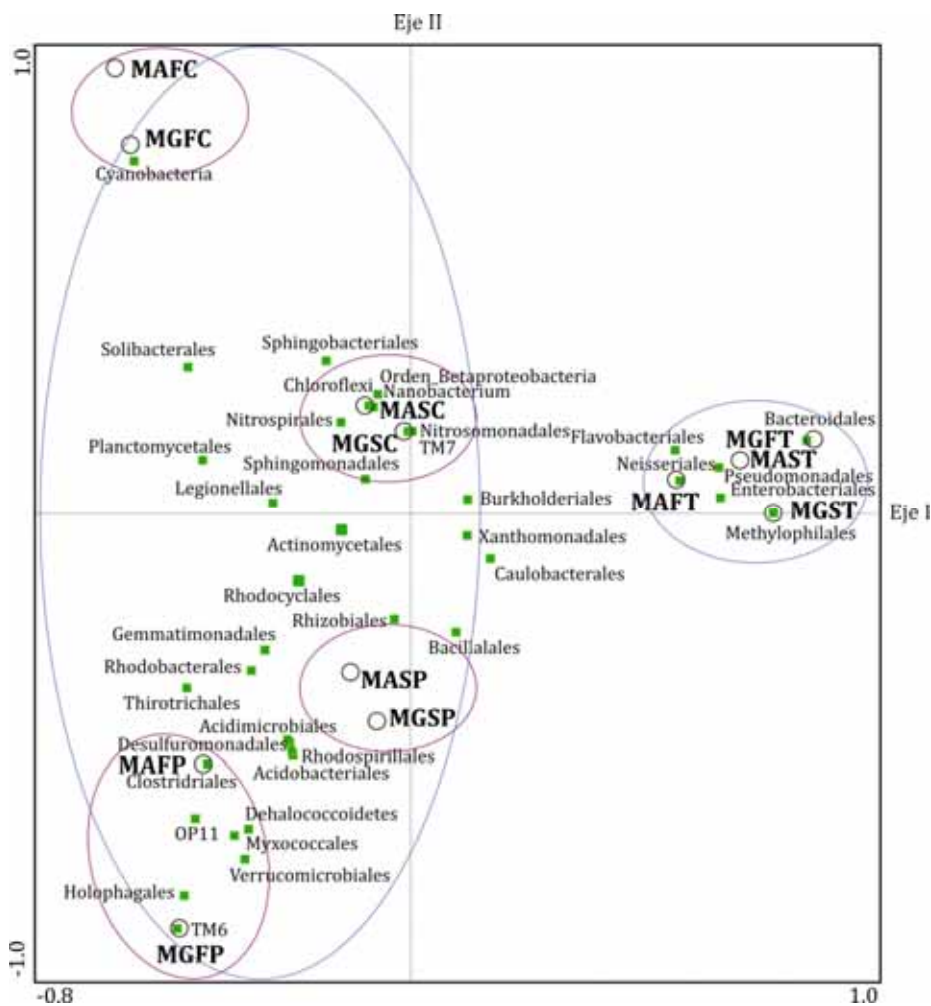 Eje II
1.0
MAFC
MGFC
Cyanobacteria
Sphingobacteriales
Solibacterales
Orden_Betaproteobacteria
Chloroflexi
Nanobacterium
MASC
Nitrospirales
Bacteroidales
MGSC
Nitrosomonadales
Flavobacteriales
MGFT
TM7
Planctomycetales
MAST
Sphingomonadales
Neisseriales
Pseudomonadales
Legionellales
Enterobacteriales
Burkholderiales
MAFT
MGST
Eje I
Methylophilales
Actinomycetales
Xanthomonadales
Caulobacterales
Rhodocyclales
Rhizobiales
Gemmatimonadales
Bacillalales
Rhodobacterales
MASP
Thirotrichales
MGSP
Acidimicrobiales
Desulfuromonadales
Rhodospirillales
MAFP
Acidobacteriales
Clostridriales
Dehalococcoidetes
OP11
Myxococcales
Verrucomicrobiales
Holophagales
TM6
MGFP
-1.0
-0.8
1.0